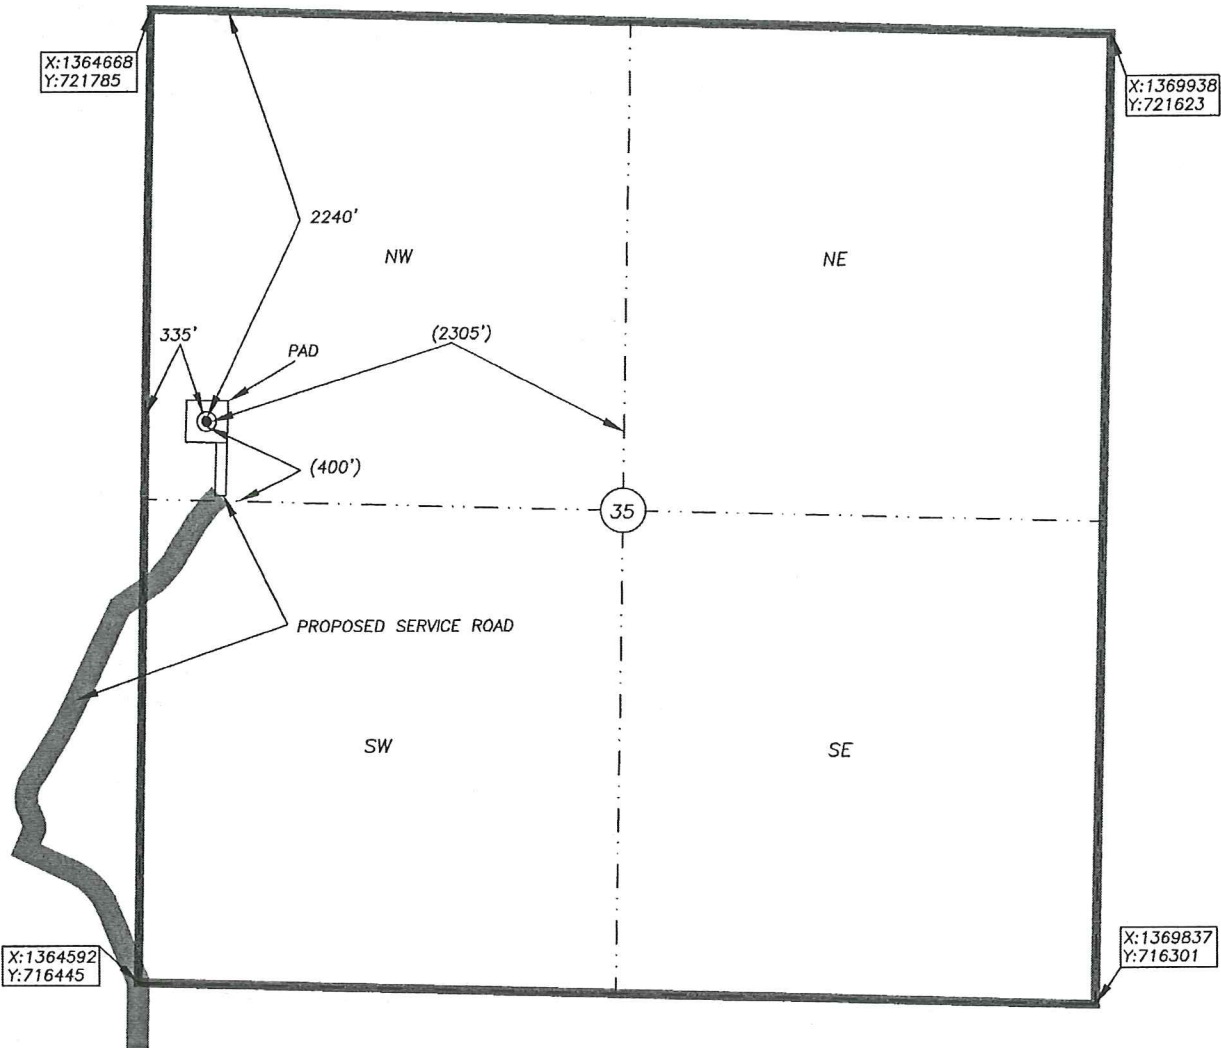 X:1364668
Y:721785
X:1369938
Y:721623
2240'
NW
NE
335'
PAD
(2305')
(400')
35
PROPOSED SERVICE ROAD
SW
SE
X:1364592
Y:716445
X:1369837
Y:716301